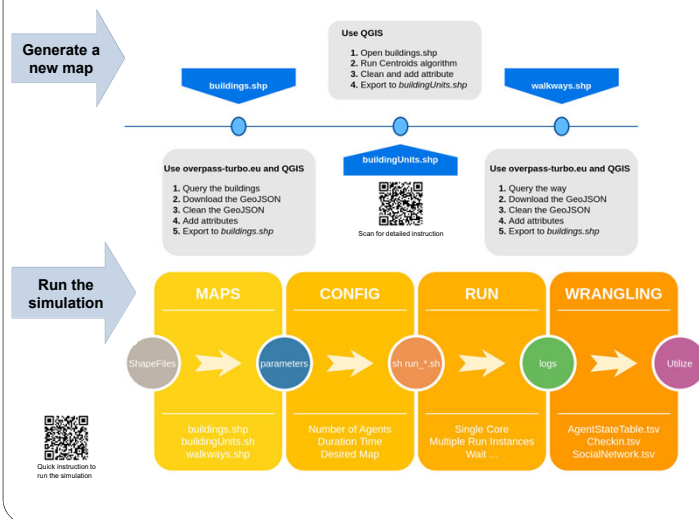 Generate a
new map
buildings.shp
Use QGIS
1. Open buildings.shp
2. Run Centroids algorithm
3. Clean and add attribute
4. Export to buildingUnits.shp
walkways.shp
Use overpass-turbo.eu and QGIS
1. Query the buildings
2. Download the GeoJSON
3. Clean the GeoJSON
4. Add attributes
5. Export to buildings.shp
buildingUnits.shp
Scan for detailed instruction
Use overpass-turbo.eu and QGIS
1. Query the way
2. Download the GeoJSON
3. Clean the GeoJSON
4. Add attributes
5. Export to buildings.shp
Run the
simulation
MAPS
CONFIG
RUN
WRANGLING
ShapeFiles
parameters
sh run_*.sh
logs
Utilize
buildings.shp
buildingUnits.sh
walkways.shp
Number of Agents
Duration Time
Desired Map
Single Core
Multiple Run Instances
Wait ...
AgentStateTable.tsv
Checkin.tsv
SocialNetwork.tsv
Quick instruction to
run the simulation